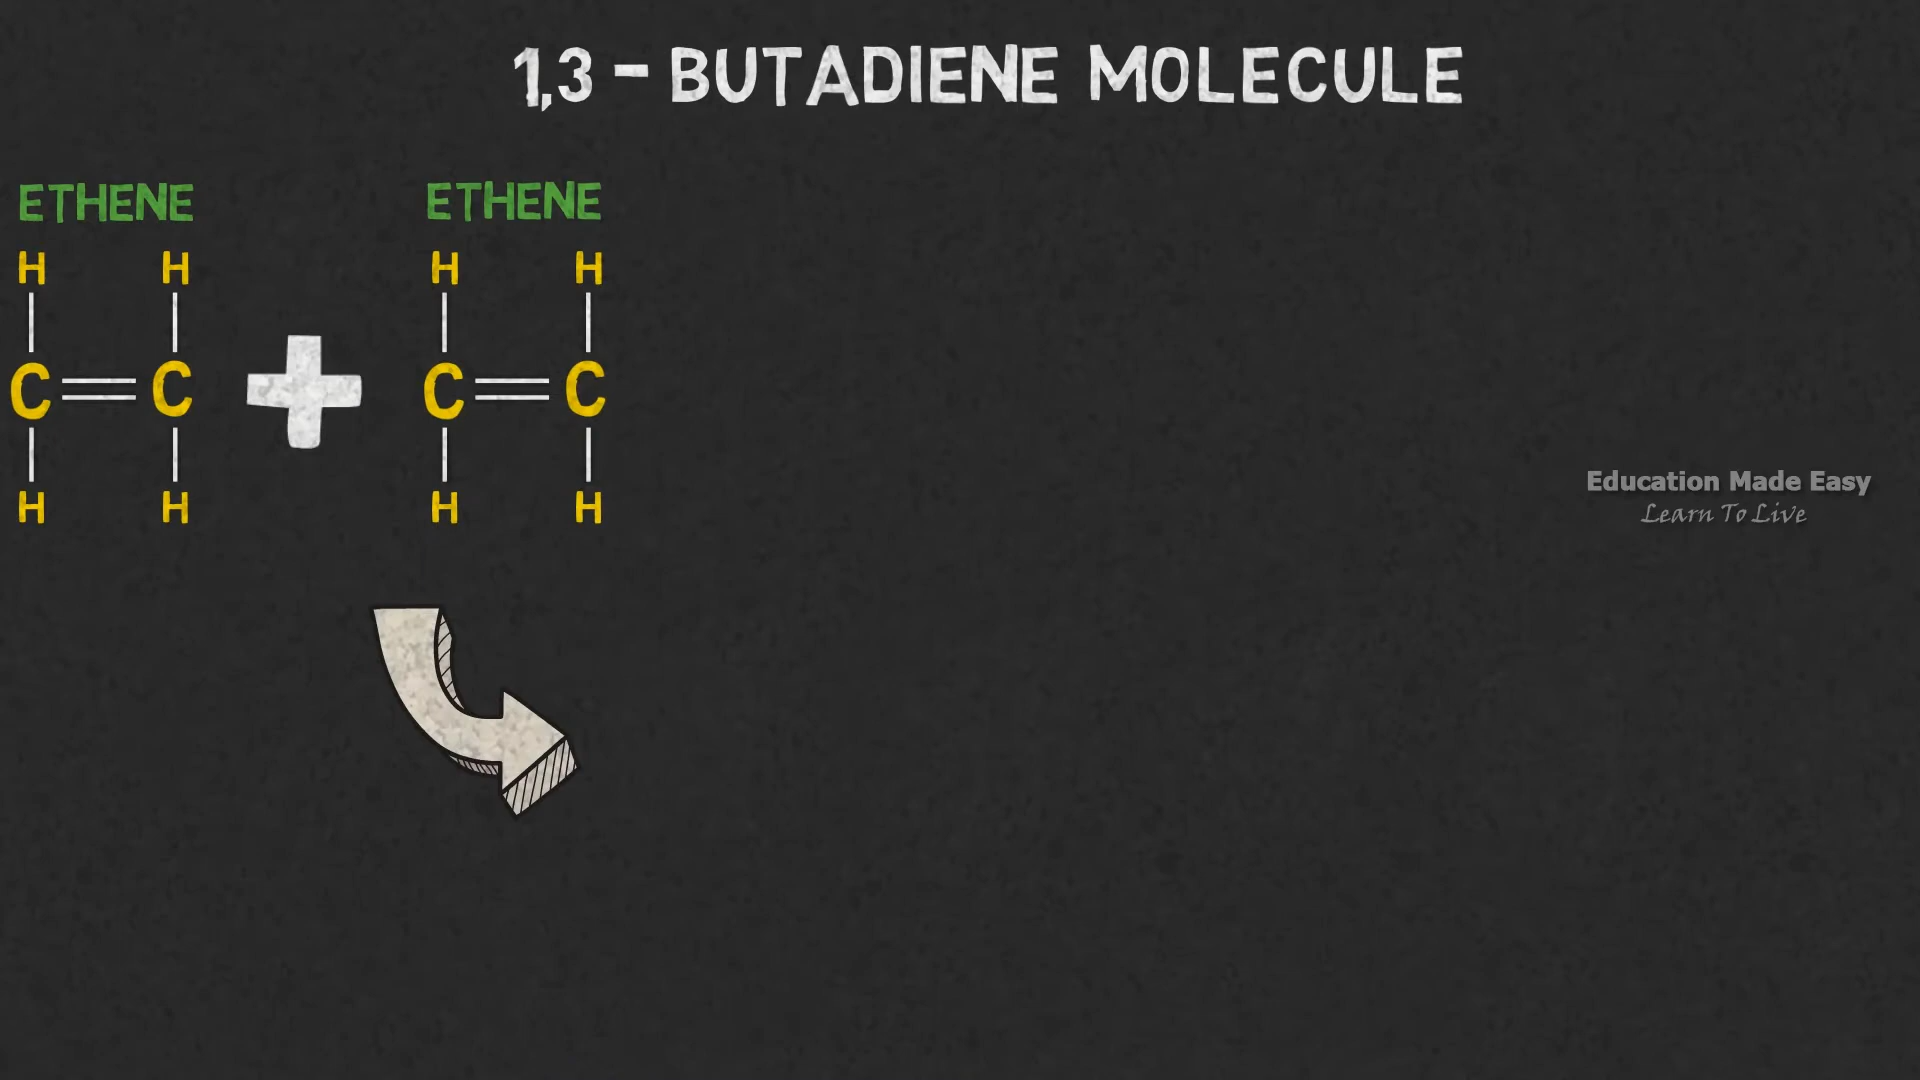 1,3 - BUTADIENE MOLECULE
ETHENE ETHENE
H H H H
C C C C
H H H H
Education Made Easy
Learn To Live